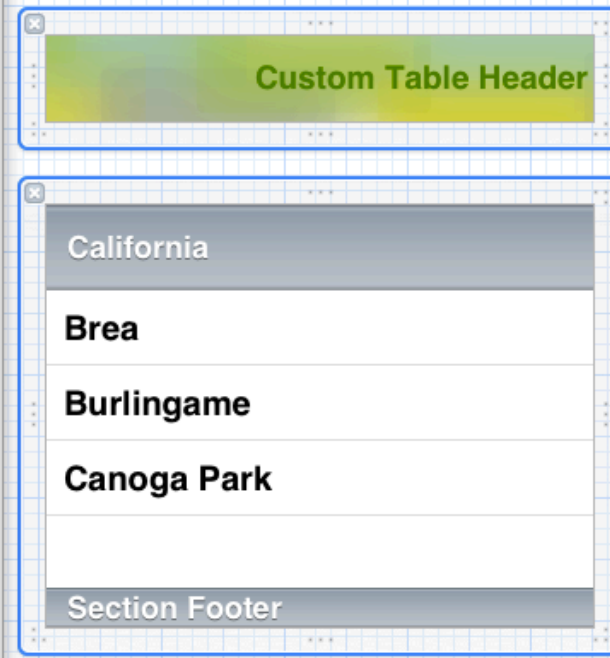 Custom Table Header
California
Brea
Burlingame
Canoga Park
Section Footer